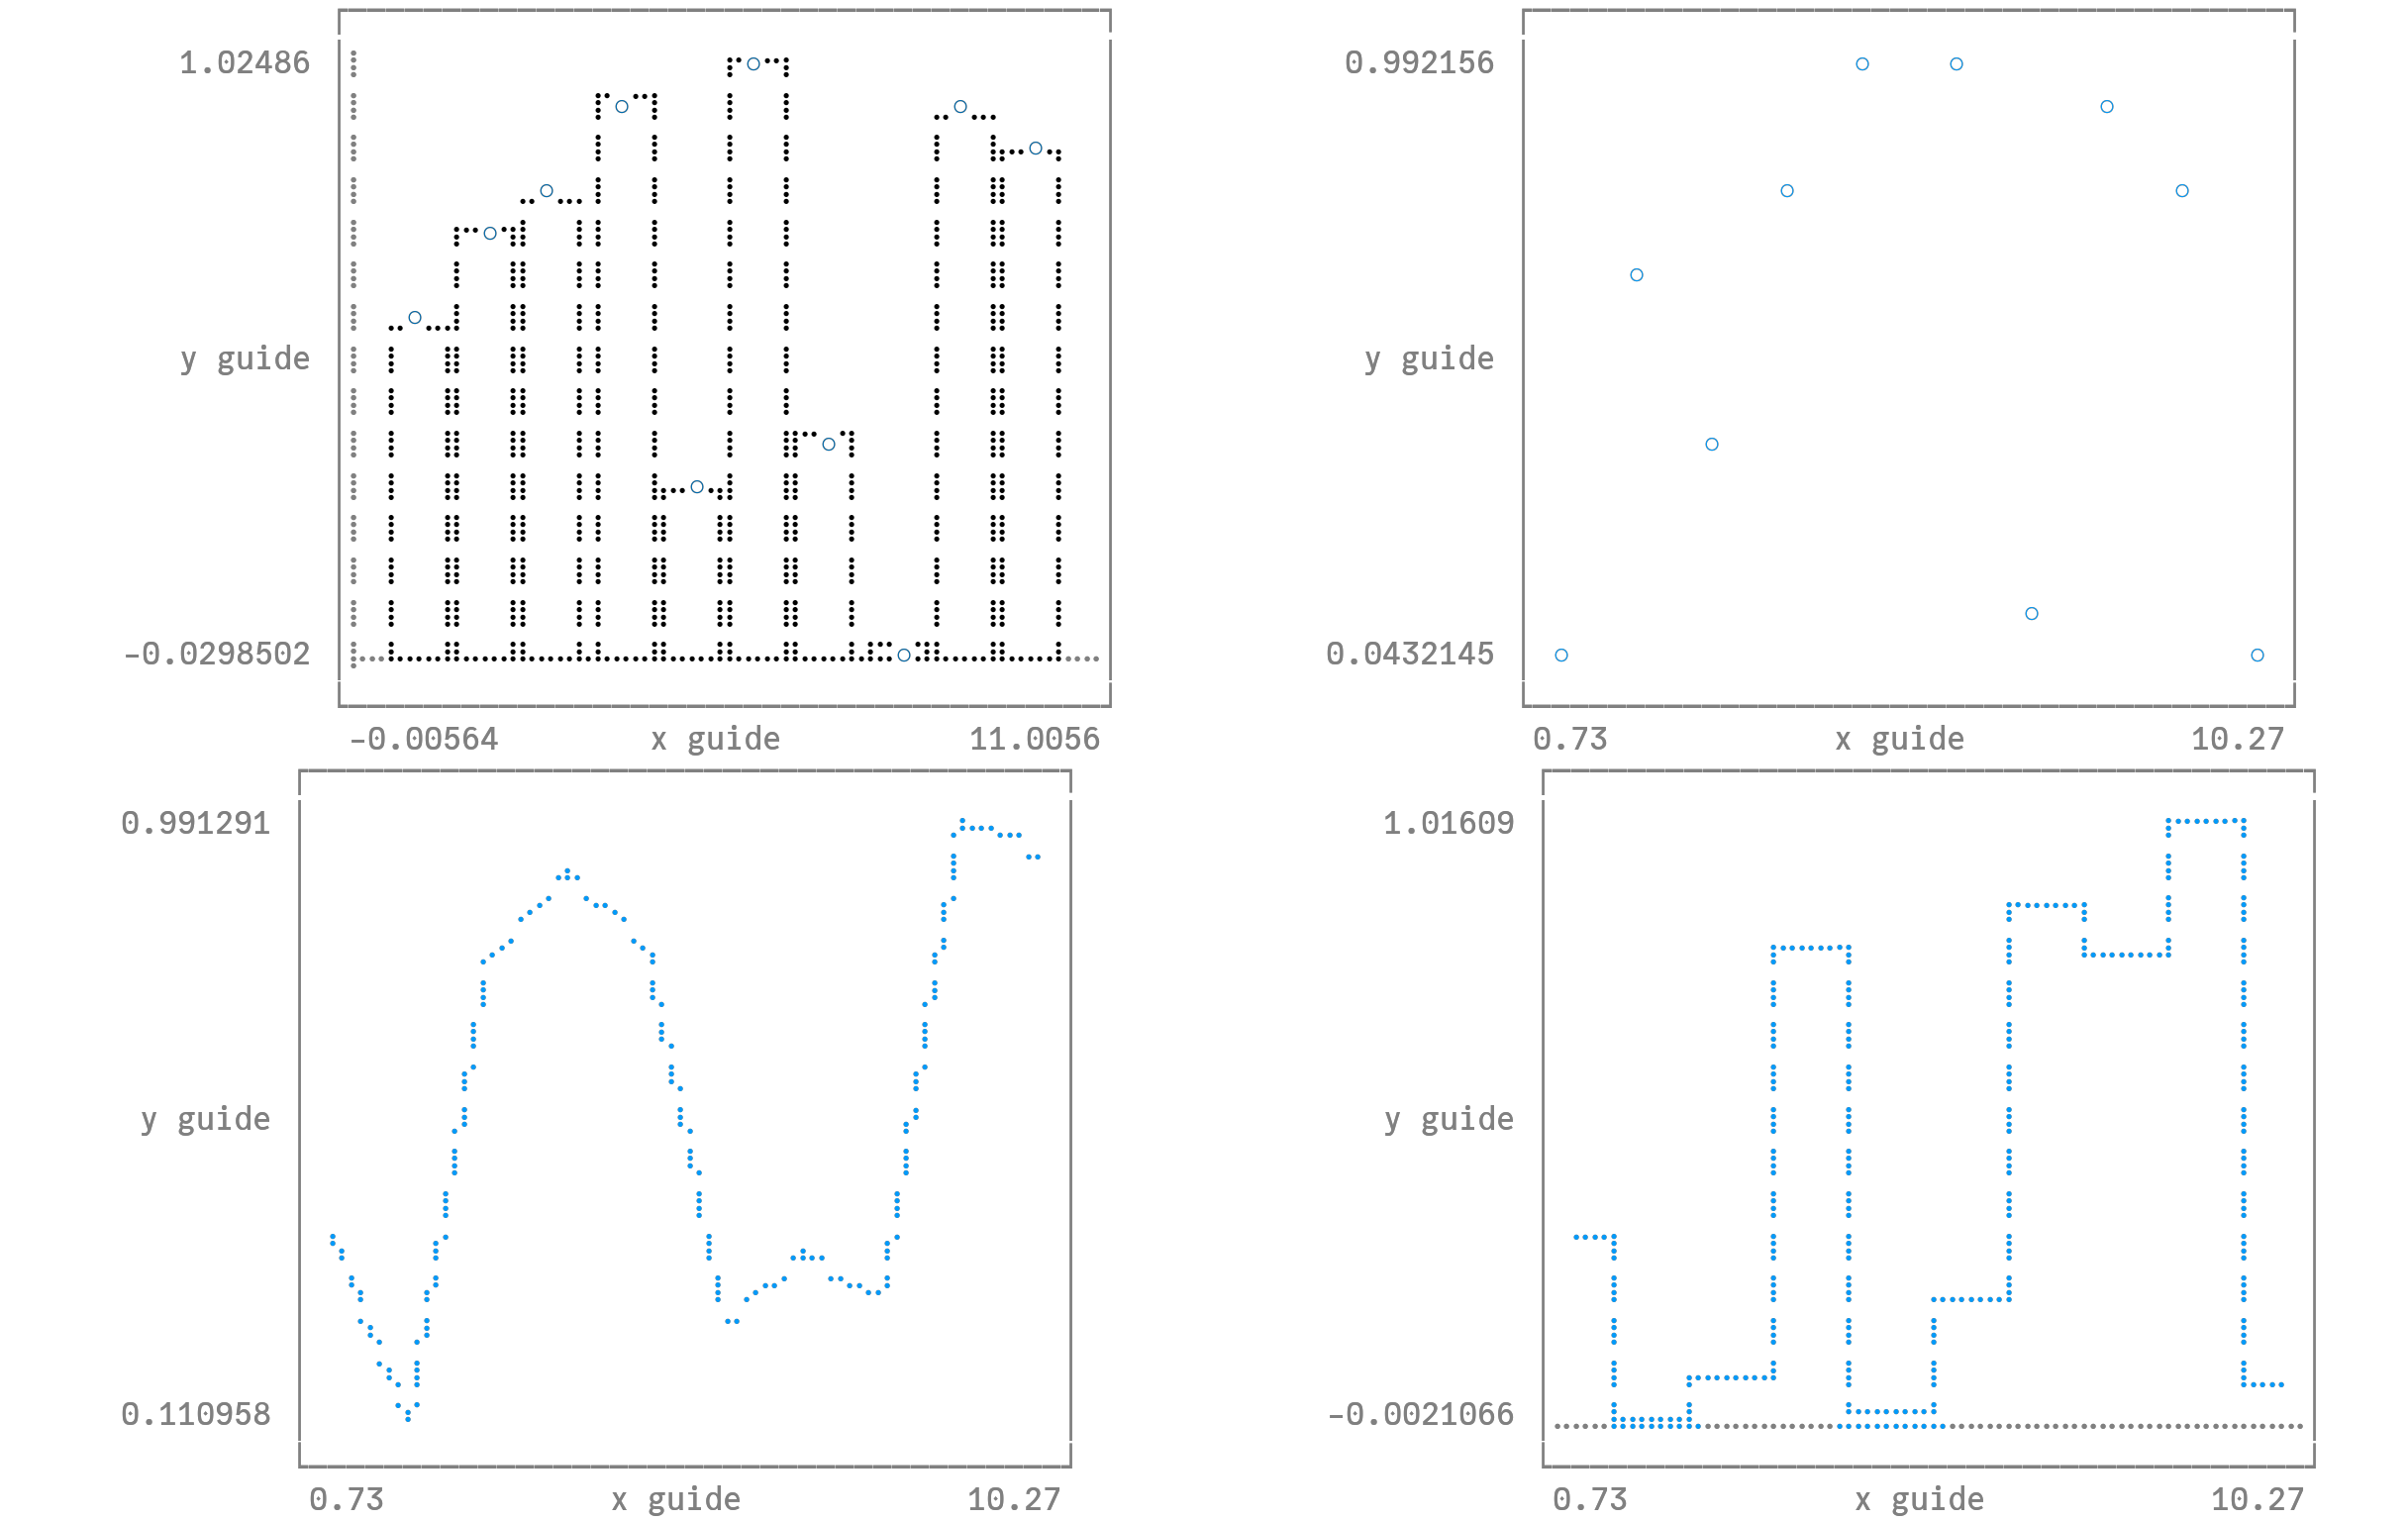 1.02486
y guide
-0.0298502
-0.00564 x guide 11.0056
0.992156
y guide
0.0432145
0.73 x guide 10.27
0.991291
y guide
0.110958
0.73 x guide 10.27
1.01609
y guide
-0.0021066
0.73 x guide 10.27